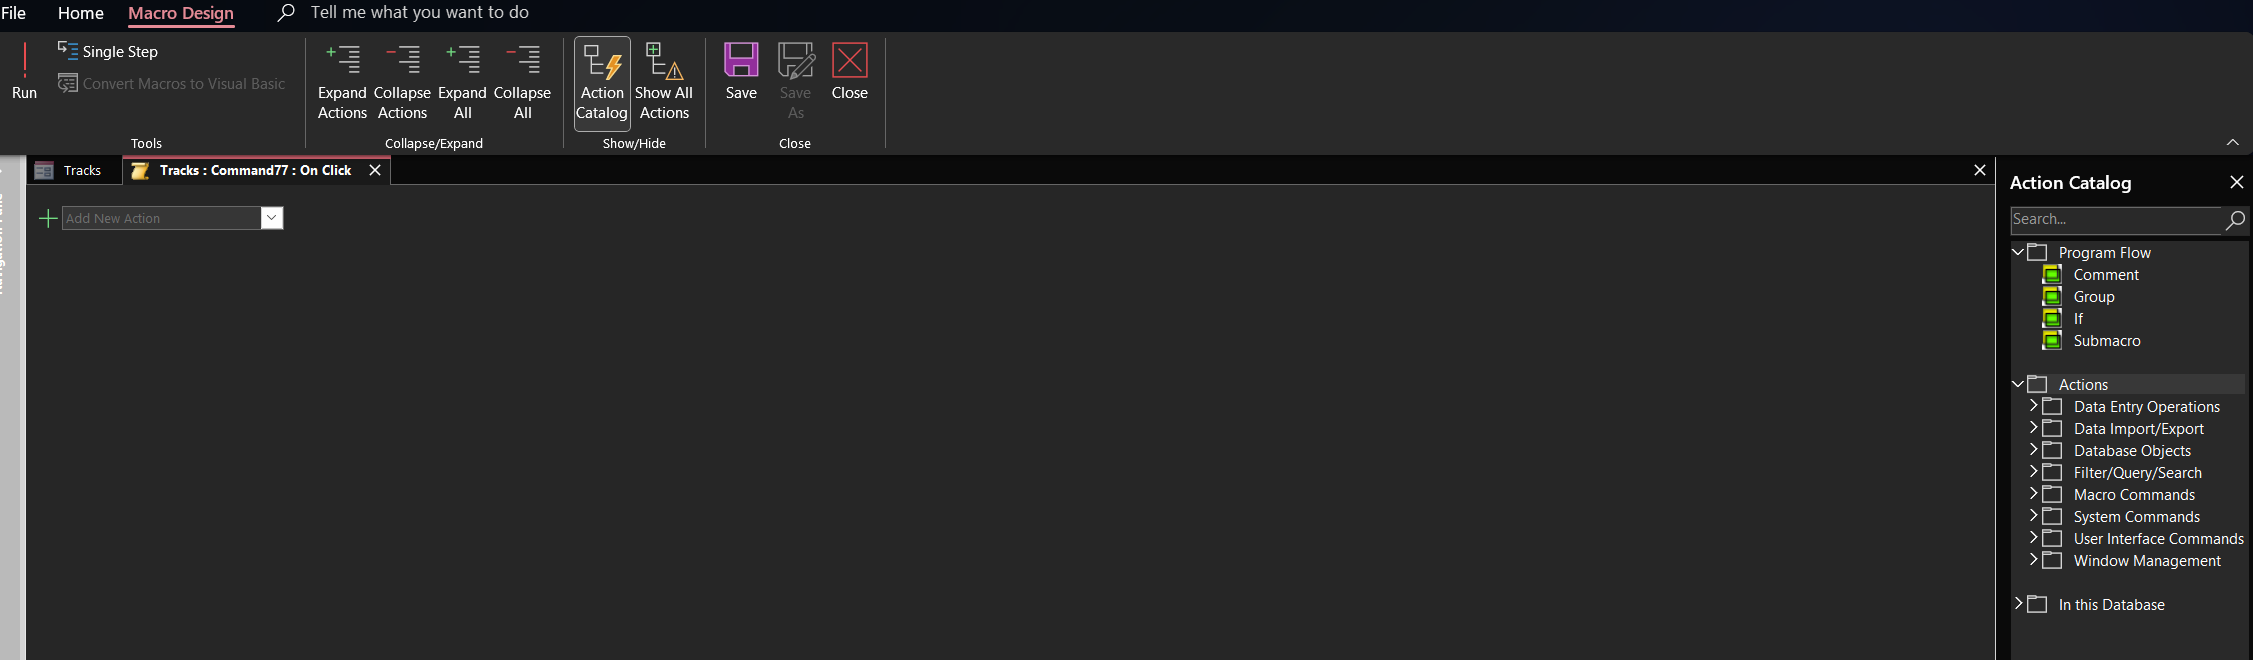 File Home Macro Design Tell me what you want to do
Run
Single Step
Convert Macros to Visual Basic
Tools
Expand Actions
Collapse Actions
Expand All
Collapse All
Collapse/Expand
Action Catalog
Show All Actions
Show/Hide
Save
Save As
Close
Close
Tracks
Tracks : Command77 : On Click
Add New Action
Action Catalog
Search...
Program Flow
Comment
Group
If
Submacro
Actions
Data Entry Operations
Data Import/Export
Database Objects
Filter/Query/Search
Macro Commands
System Commands
User Interface Commands
Window Management
In this Database